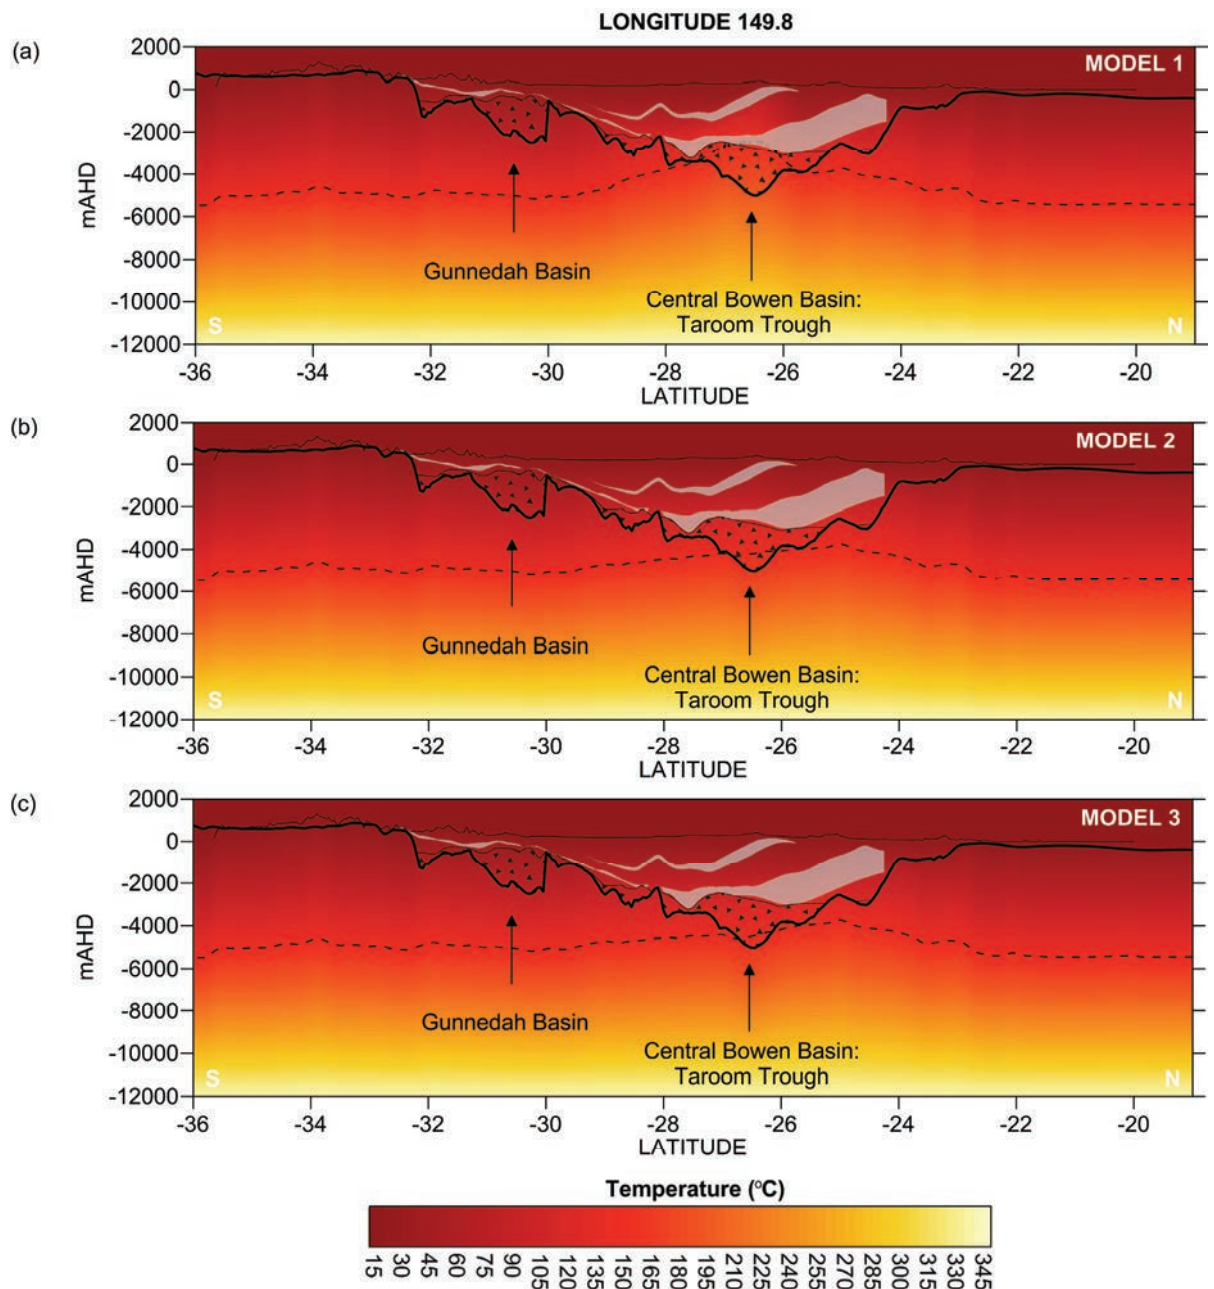 LONGITUDE 149.8
(a)
MODEL 1
2000
0
-2000
-4000
-6000
-8000
-10000
-12000
mAHD
Gunnedah Basin
Central Bowen Basin:
Taroom Trough
S
N
-36 -34 -32 -30 -28 -26 -24 -22 -20
LATITUDE
(b)
MODEL 2
2000
0
-2000
-4000
-6000
-8000
-10000
-12000
mAHD
Gunnedah Basin
Central Bowen Basin:
Taroom Trough
S
N
-36 -34 -32 -30 -28 -26 -24 -22 -20
LATITUDE
(c)
MODEL 3
2000
0
-2000
-4000
-6000
-8000
-10000
-12000
mAHD
Gunnedah Basin
Central Bowen Basin:
Taroom Trough
S
N
-36 -34 -32 -30 -28 -26 -24 -22 -20
LATITUDE
Temperature (°C)
15 30 45 60 75 90 105 120 135 150 165 180 195 210 225 240 255 270 285 300 315 330 345